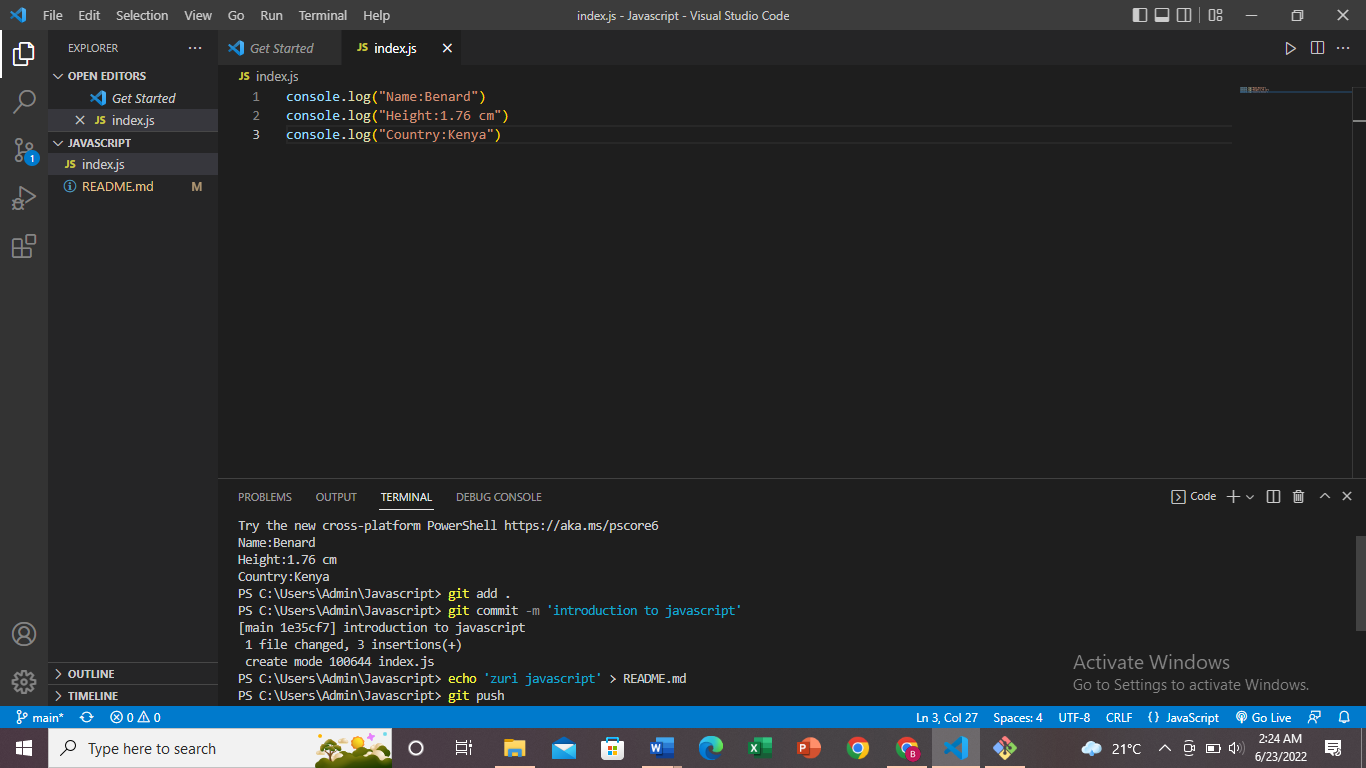 File Edit Selection View Go Run Terminal Help
index.js - Javascript - Visual Studio Code
EXPLORER
OPEN EDITORS
Get Started
JS index.js
JAVASCRIPT
JS index.js
README.md M
1
OUTLINE
TIMELINE
Get Started JS index.js
JS index.js
1 console.log("Name:Benard")
2 console.log("Height:1.76 cm")
3 console.log("Country:Kenya")
PROBLEMS OUTPUT TERMINAL DEBUG CONSOLE
Code
Try the new cross-platform PowerShell https://aka.ms/pscore6
Name:Benard
Height:1.76 cm
Country:Kenya
PS C:\Users\Admin\Javascript> git add .
PS C:\Users\Admin\Javascript> git commit -m 'introduction to javascript'
[main 1e35cf7] introduction to javascript
1 file changed, 3 insertions(+)
create mode 100644 index.js
PS C:\Users\Admin\Javascript> echo 'zuri javascript' > README.md
PS C:\Users\Admin\Javascript> git push
Activate Windows
Go to Settings to activate Windows.
main* 0 0 Ln 3, Col 27 Spaces: 4 UTF-8 CRLF {} JavaScript Go Live
Type here to search
21°C
2:24 AM
6/23/2022